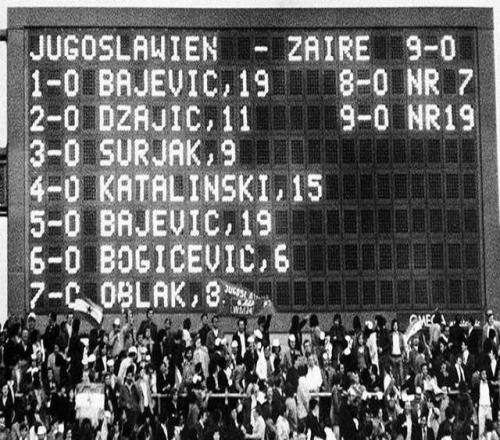 JUGOSLAWIEN - ZAIRE 9-0
1-0 BAJEVIC,19 8-0 NR 7
2-0 DZAJIC,11 9-0 NR19
3-0 SURJAK,9
4-0 KATALINSKI,15
5-0 BAJEVIC,19
6-0 BOGICEVIC,6
7-0 OBLAK,8
OMEGA